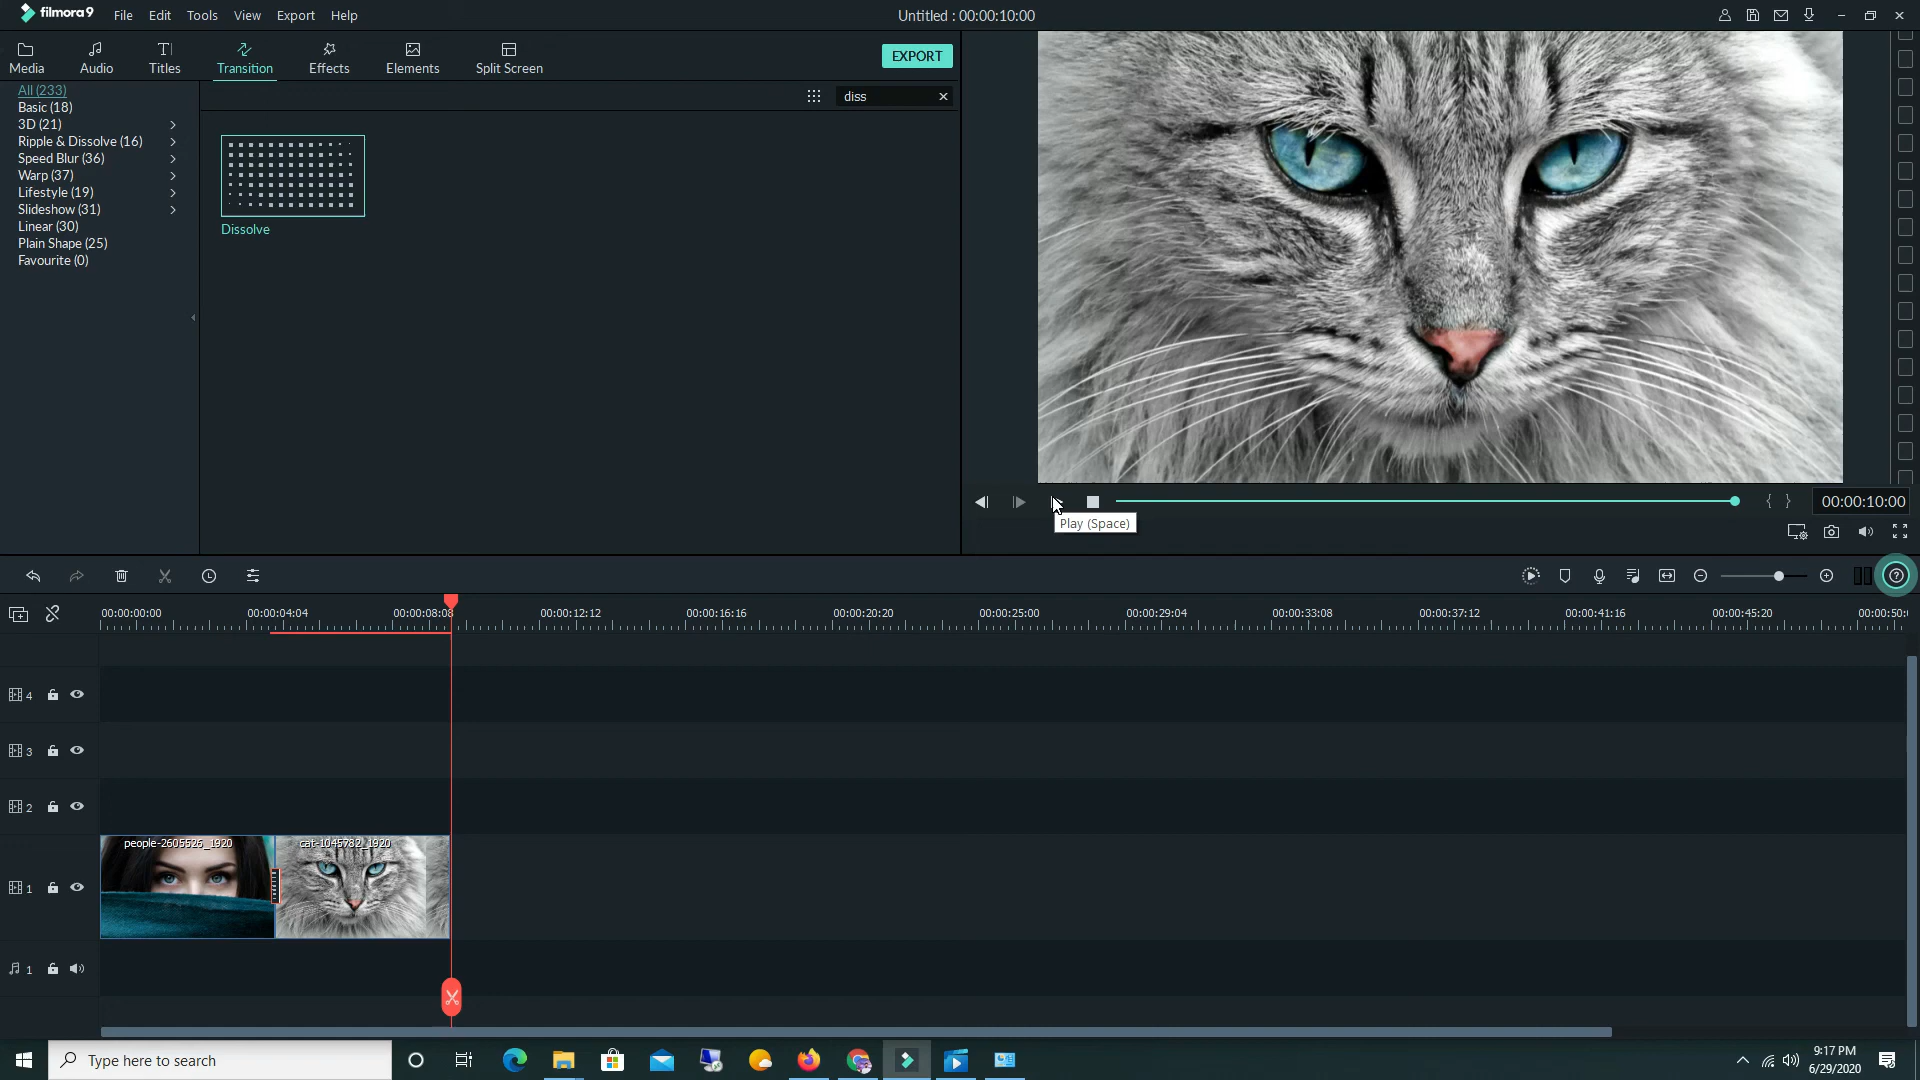 filmora9 File Edit Tools View Export Help Untitled : 00:00:10:00
Media Audio Titles Transition Effects Elements Split Screen EXPORT
All (233) diss
Basic (18)
3D (21)
Ripple & Dissolve (16)
Speed Blur (36)
Warp (37)
Lifestyle (19)
Slideshow (31)
Linear (30)
Plain Shape (25)
Favourite (0)
Dissolve
00:00:10:00
Play (Space)
00:00:00:00 00:00:04:04 00:00:08:08 00:00:12:12 00:00:16:16 00:00:20:20 00:00:25:00 00:00:29:04 00:00:33:08 00:00:37:12 00:00:41:16 00:00:45:20 00:00:50:
4
3
2
people-2605526_1920 cat-1045782_1920
1
1
Type here to search
9:17 PM
6/29/2020